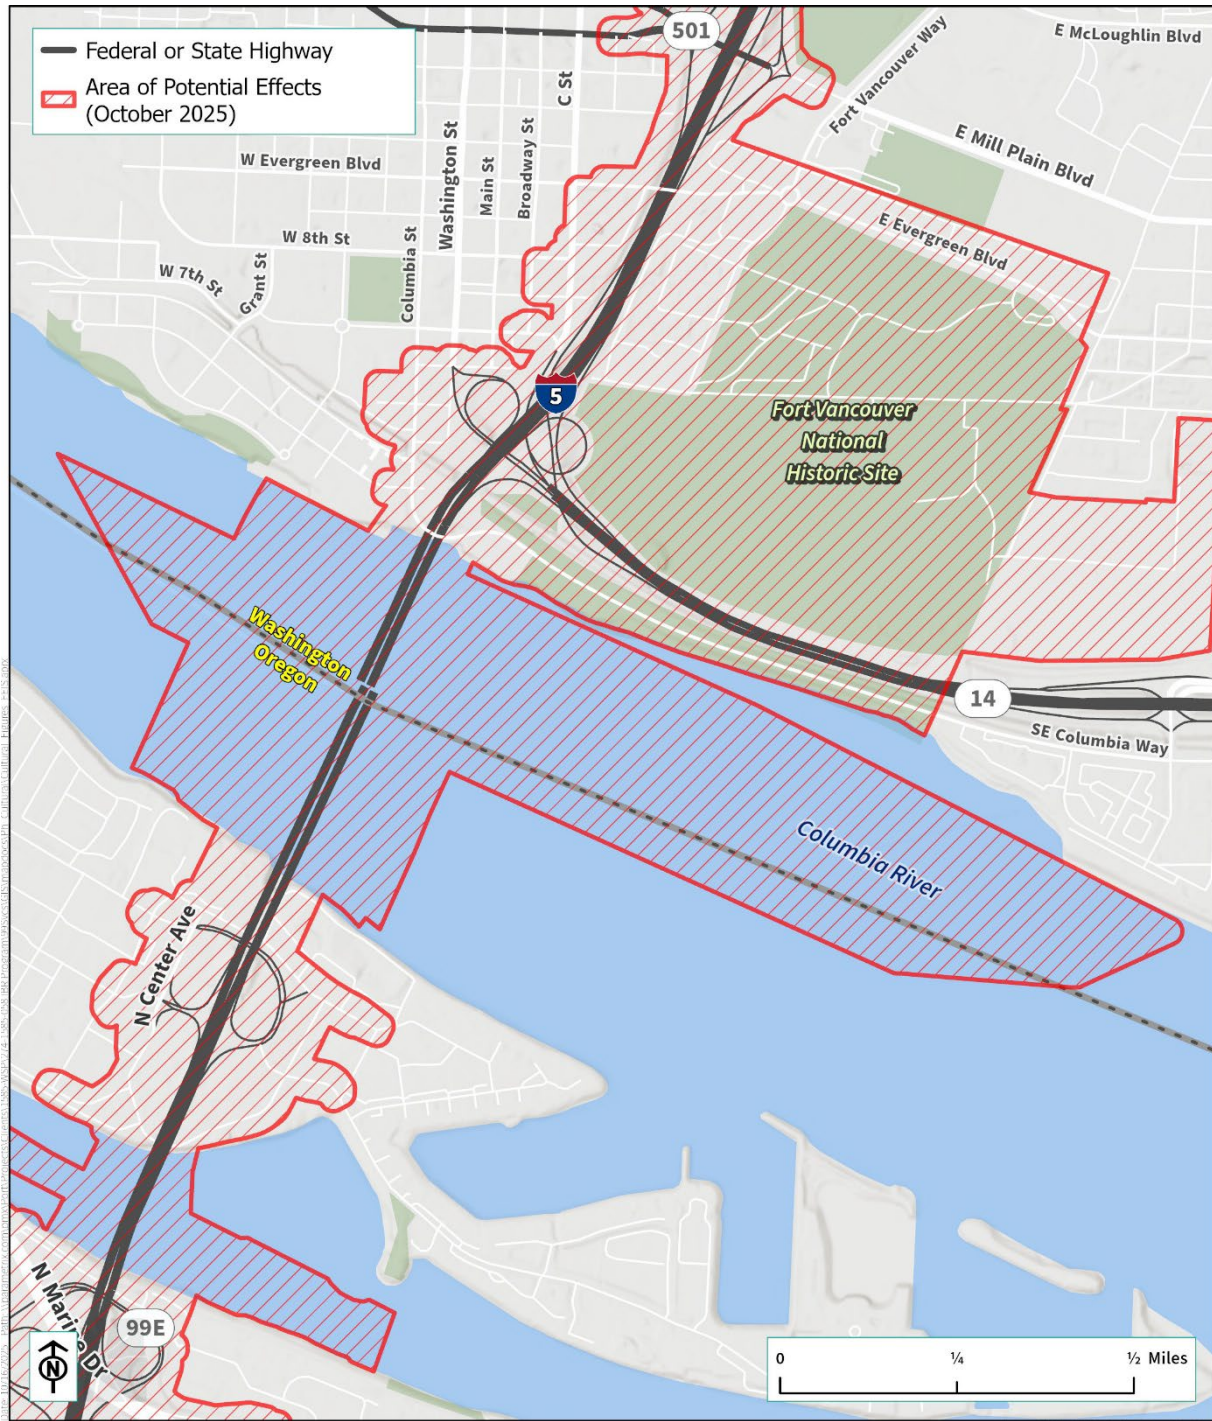 Federal or State Highway
Area of Potential Effects
(October 2025)
501
E McLoughlin Blvd
Fort Vancouver Way
C St
E Mill Plain Blvd
W Evergreen Blvd
Washington St
Main St
Broadway St
E Evergreen Blvd
W 8th St
Columbia St
W 7th St
Grant St
5
Fort Vancouver
National
Historic Site
Washington
Oregon
14
SE Columbia Way
Columbia River
N Center Ave
N Marine Dr
99E
N
0
¼
½ Miles